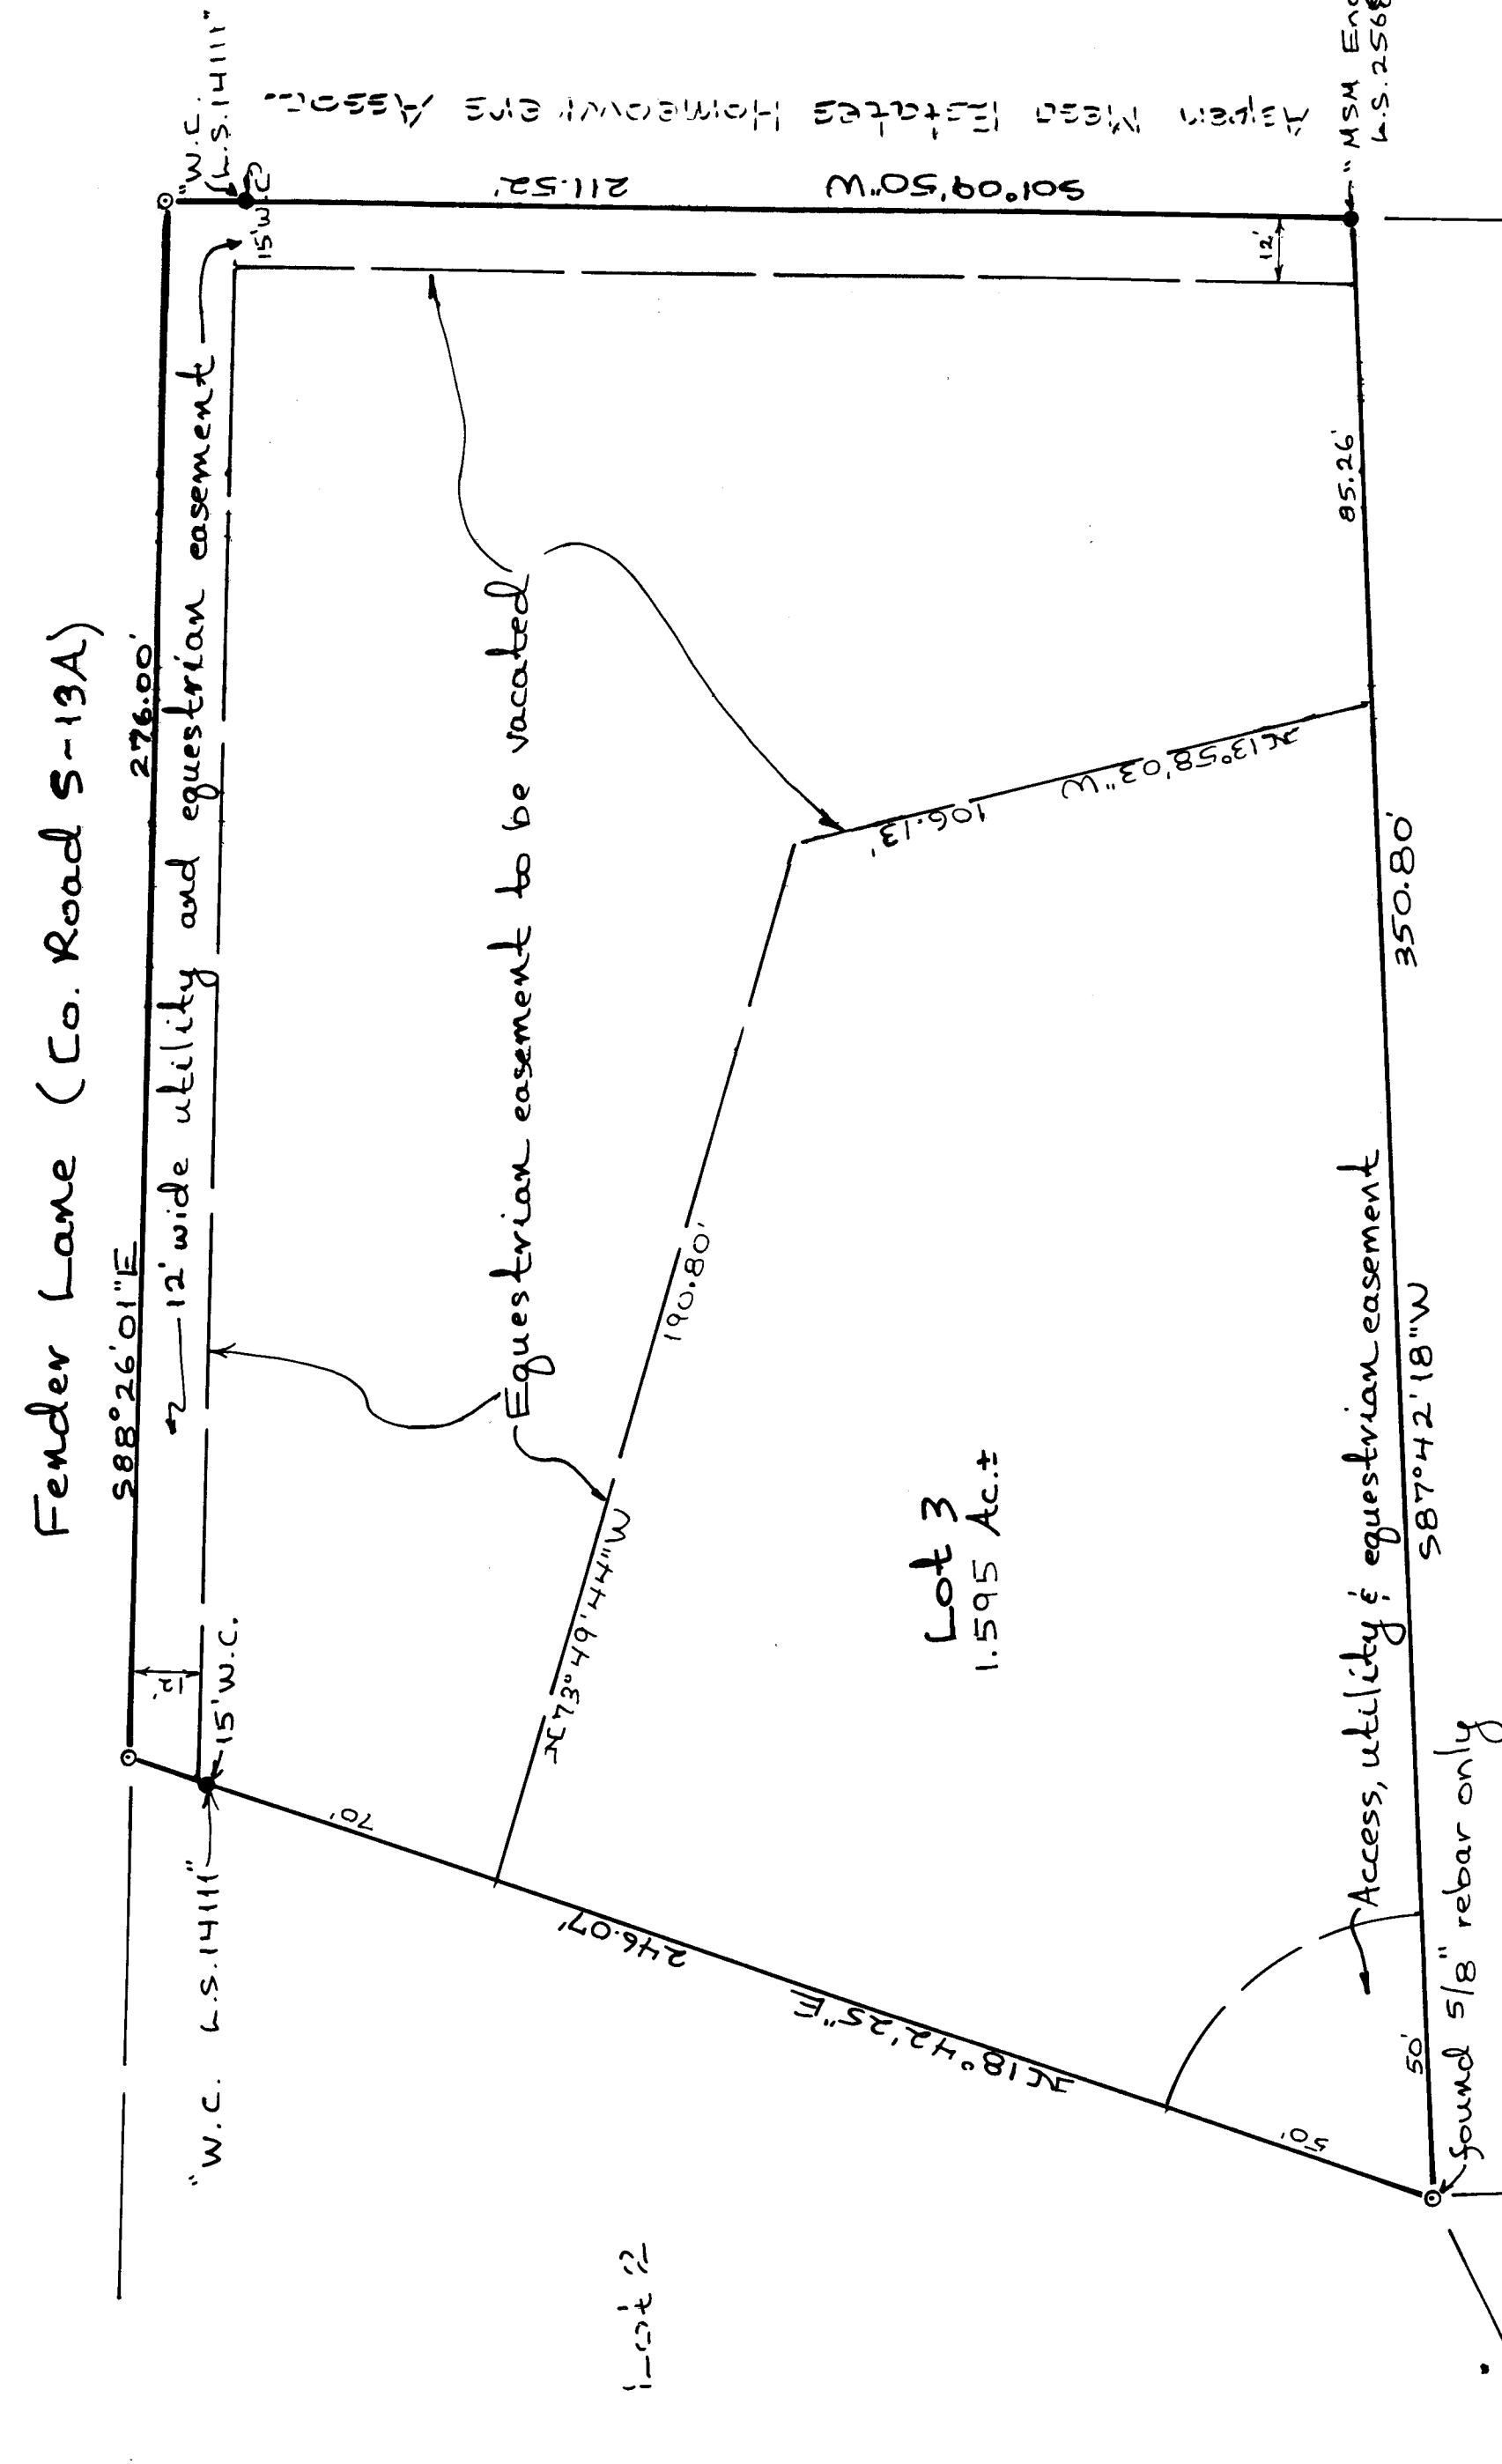 Fender Lane (Co. Road S-13A)
S88°26'01"E
276.00'
12' wide utility and equestrian easement
"W.C.
L.S.14111"
15' W.C.
12'
"W.C. L.S.14111"
15' W.C.
Aspen Mesa Estates Homeowners Assoc.
S01°09'50"W
211.52'
12'
"MSM
L.S.
Equestrian easement to be vacated
70'
N73°49'44"W
190.80'
106.13'
N13°58'03"W
Lot 2
246.07'
N18°42'25"E
Lot 3
1.595 Ac.±
Access, utility & equestrian easement
50'
50'
85.26'
S87°42'18"W
350.80'
found 5/8" rebar only